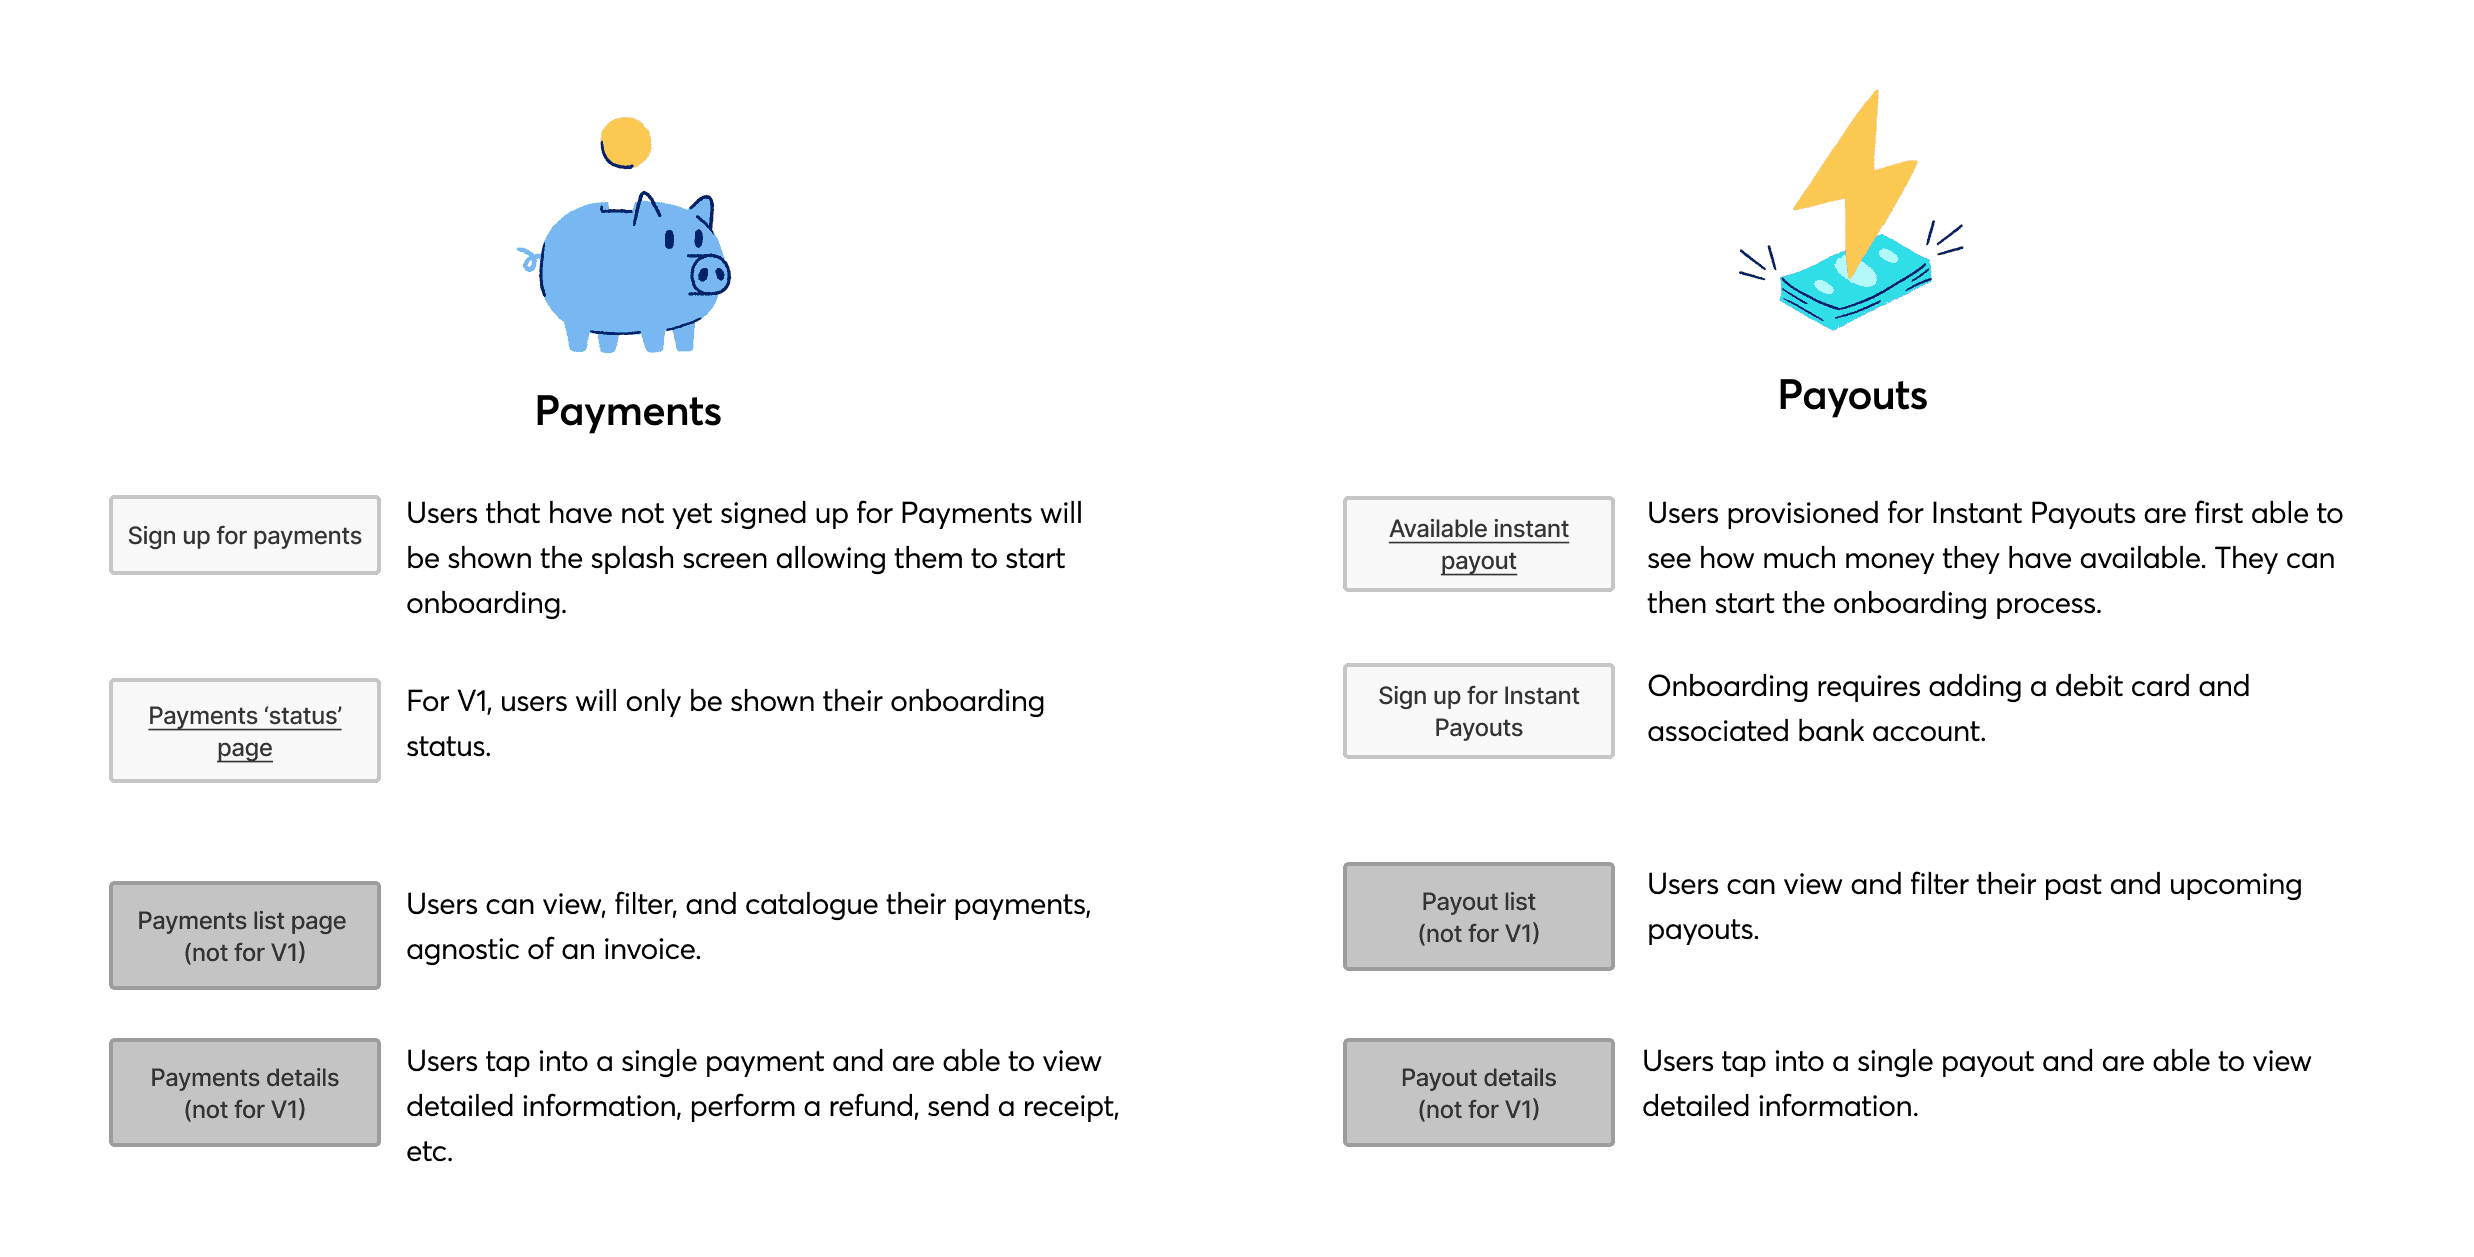 Payments
Sign up for payments
Users that have not yet signed up for Payments will
be shown the splash screen allowing them to start
onboarding.
Payments ‘status’
page
For V1, users will only be shown their onboarding
status.
Payments list page
(not for V1)
Users can view, filter, and catalogue their payments,
agnostic of an invoice.
Payments details
(not for V1)
Users tap into a single payment and are able to view
detailed information, perform a refund, send a receipt,
etc.
Payouts
Available instant
payout
Users provisioned for Instant Payouts are first able to
see how much money they have available. They can
then start the onboarding process.
Sign up for Instant
Payouts
Onboarding requires adding a debit card and
associated bank account.
Payout list
(not for V1)
Users can view and filter their past and upcoming
payouts.
Payout details
(not for V1)
Users tap into a single payout and are able to view
detailed information.